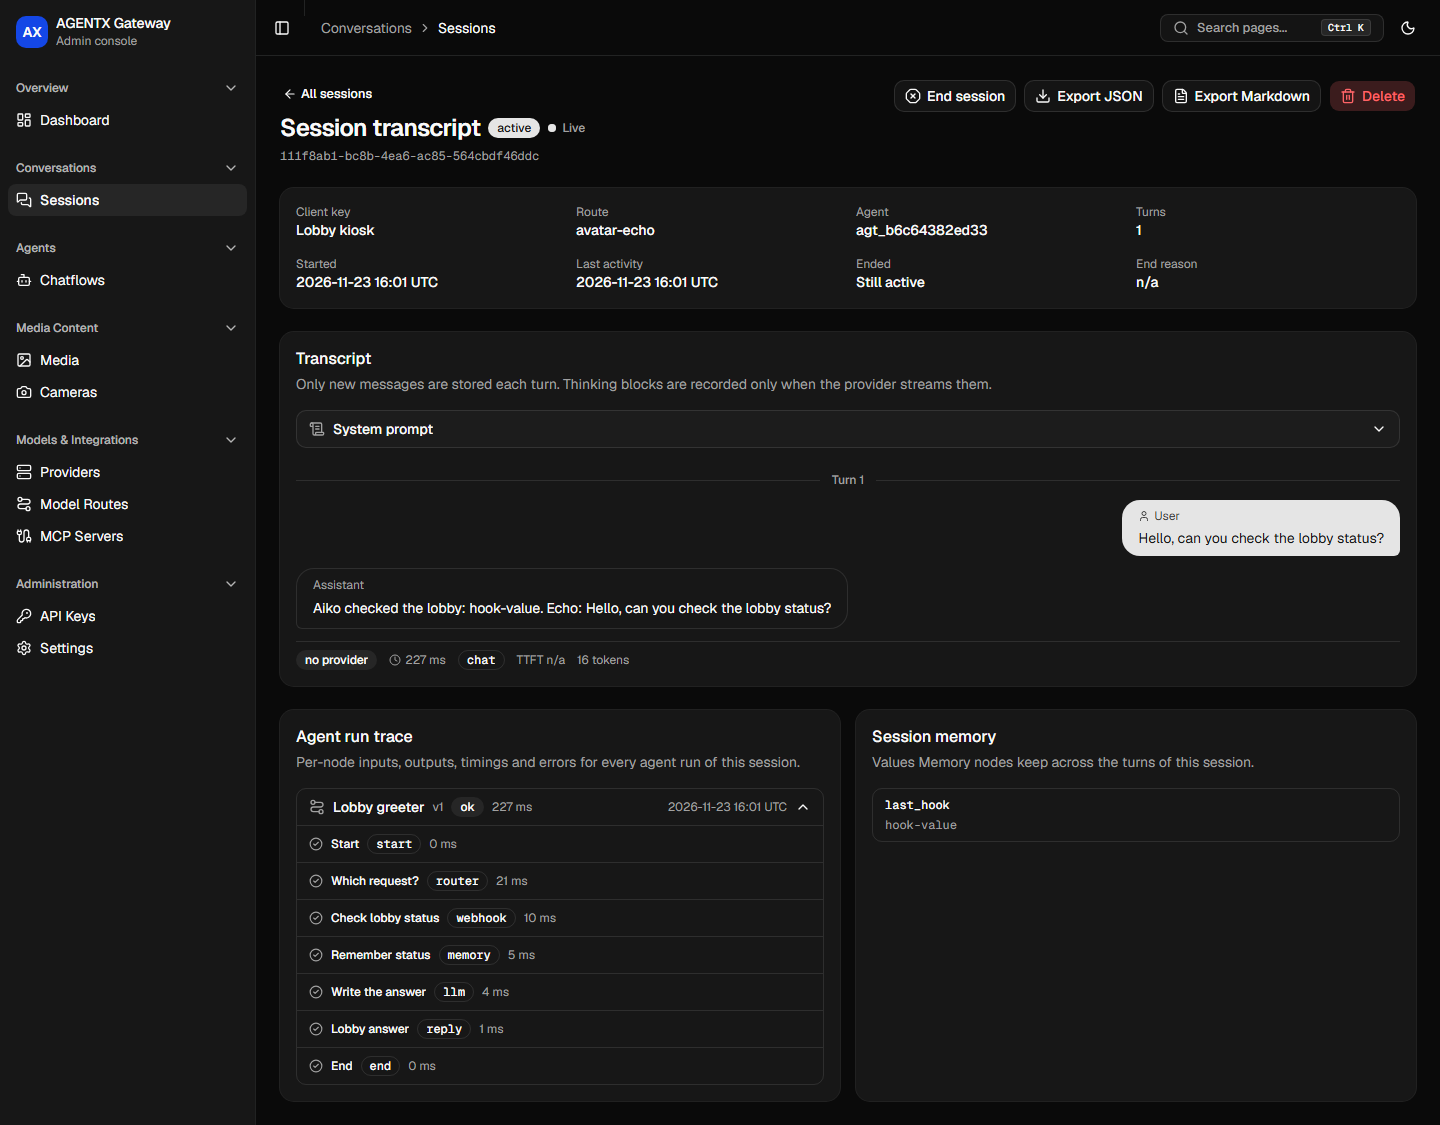 AX
AGENTX Gateway
Admin console
Overview
Dashboard
Conversations
Sessions
Agents
Chatflows
Media Content
Media
Cameras
Models & Integrations
Providers
Model Routes
MCP Servers
Administration
API Keys
Settings
Conversations > Sessions
Search pages... Ctrl K
All sessions
End session
Export JSON
Export Markdown
Delete
Session transcript active Live
111f8ab1-bc8b-4ea6-ac85-564cbdf46ddc
Client key Route Agent Turns
Lobby kiosk avatar-echo agt_b6c64382ed33 1
Started Last activity Ended End reason
2026-11-23 16:01 UTC 2026-11-23 16:01 UTC Still active n/a
Transcript
Only new messages are stored each turn. Thinking blocks are recorded only when the provider streams them.
System prompt
Turn 1
User
Hello, can you check the lobby status?
Assistant
Aiko checked the lobby: hook-value. Echo: Hello, can you check the lobby status?
no provider 227 ms chat TTFT n/a 16 tokens
Agent run trace
Per-node inputs, outputs, timings and errors for every agent run of this session.
Lobby greeter v1 ok 227 ms 2026-11-23 16:01 UTC
Start start 0 ms
Which request? router 21 ms
Check lobby status webhook 10 ms
Remember status memory 5 ms
Write the answer llm 4 ms
Lobby answer reply 1 ms
End end 0 ms
Session memory
Values Memory nodes keep across the turns of this session.
last_hook
hook-value